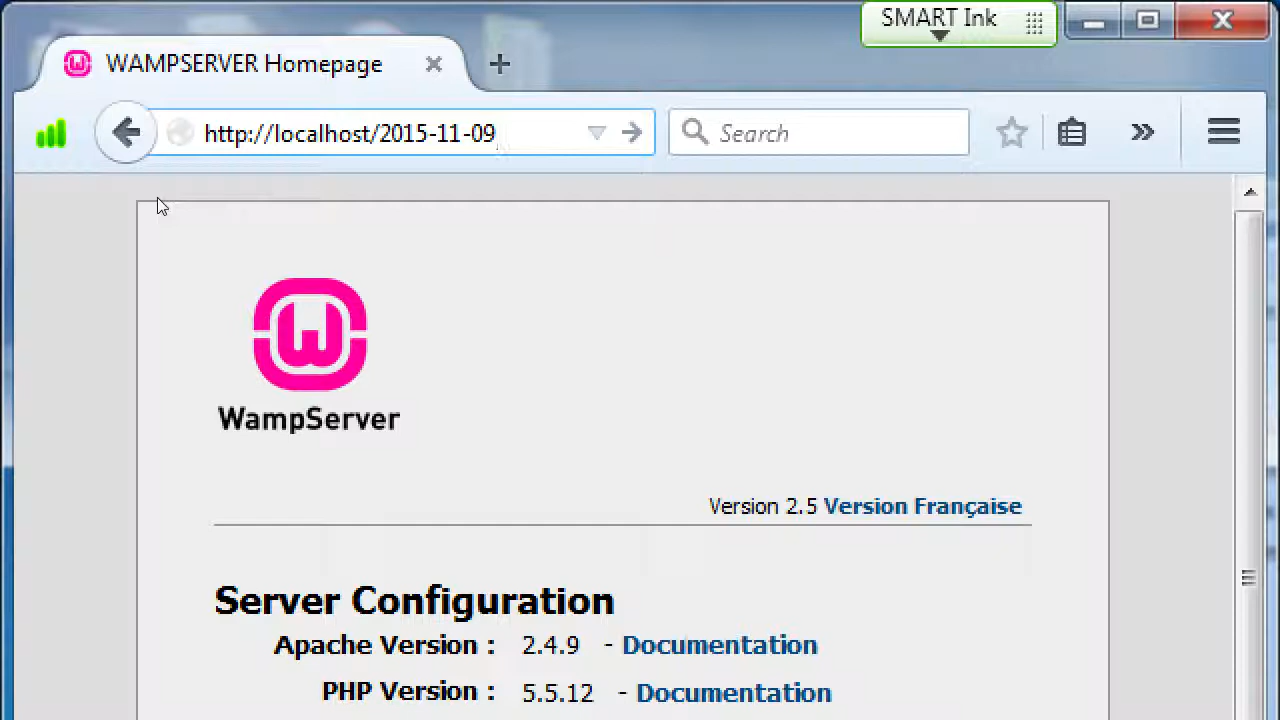 SMART Ink
WAMPSERVER Homepage
http://localhost/2015-11-09
Search
WampServer
Version 2.5 Version Française
Server Configuration
Apache Version : 2.4.9 - Documentation
PHP Version : 5.5.12 - Documentation